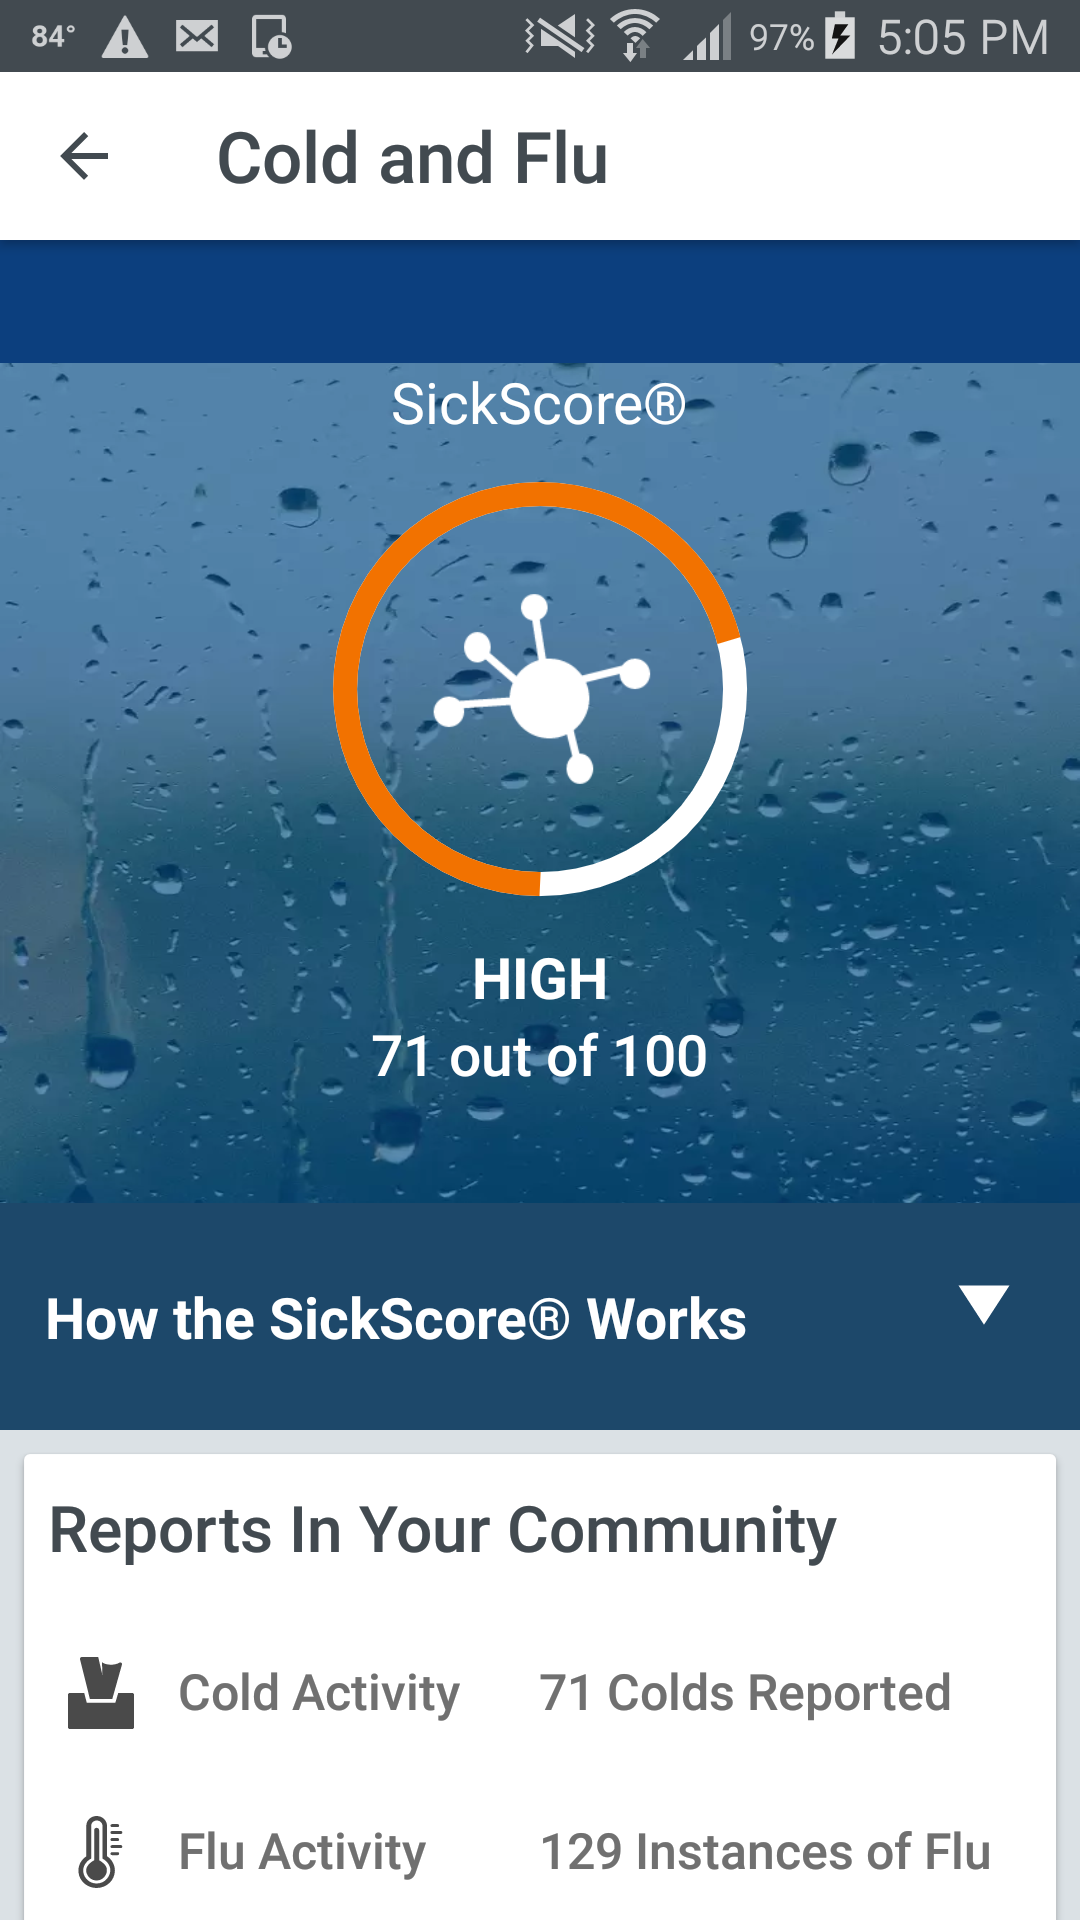 84° 97% 5:05 PM
Cold and Flu
SickScore®
HIGH
71 out of 100
How the SickScore® Works
Reports In Your Community
Cold Activity 71 Colds Reported
Flu Activity 129 Instances of Flu